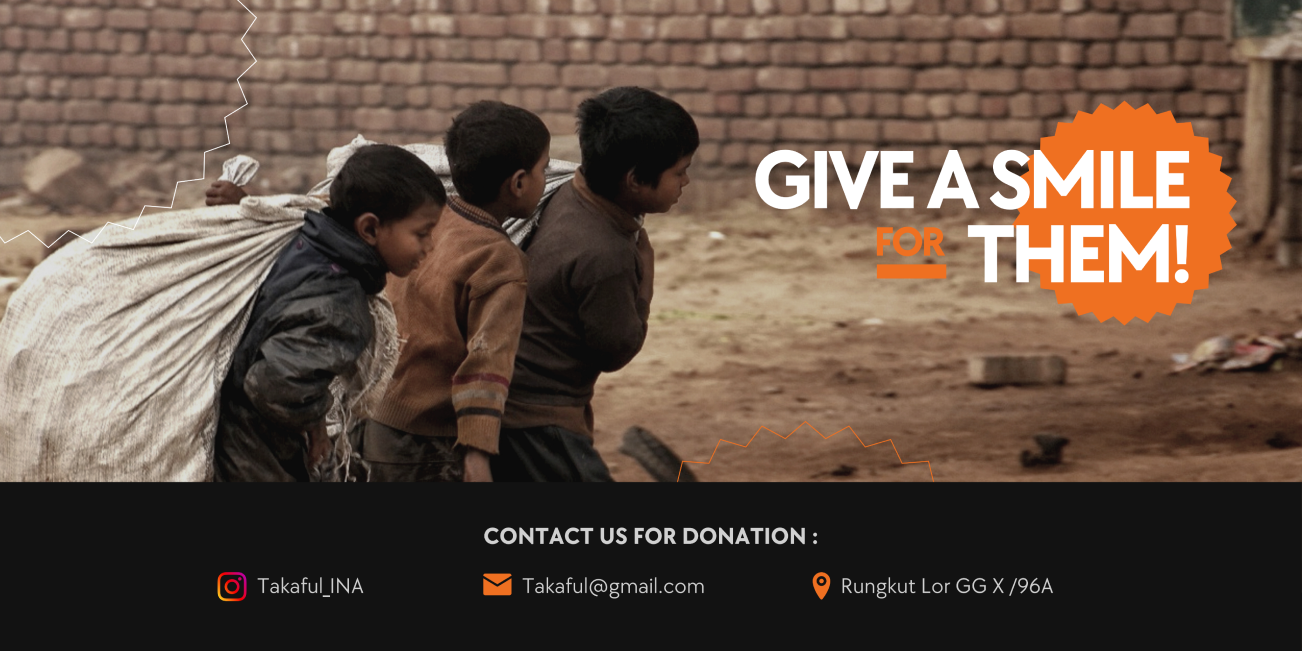 GIVE A SMILE
FOR THEM!
CONTACT US FOR DONATION :
Takaful_INA
Takaful@gmail.com
Rungkut Lor GG X /96A